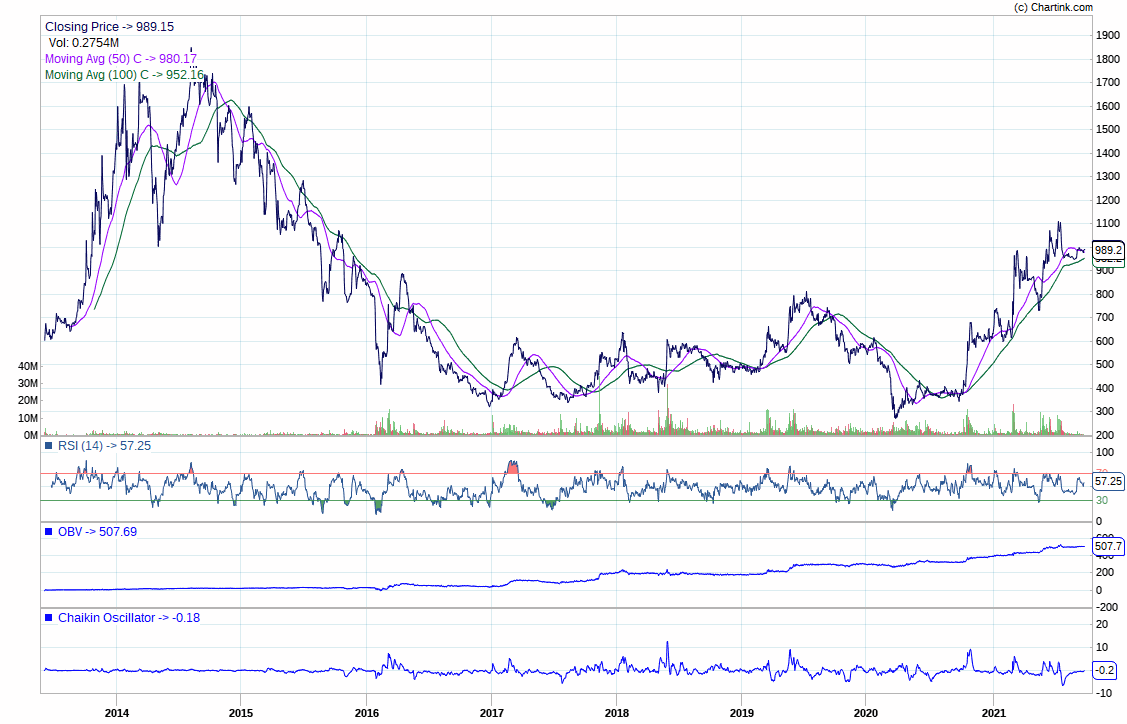 (c) Chartink.com
Closing Price -> 989.15
Vol: 0.2754M
Moving Avg (50) C -> 980.17
Moving Avg (100) C -> 952.16
1900
1800
1700
1600
1500
1400
1300
1200
1100
989.2
900
800
700
600
500
400
300
200
40M
30M
20M
10M
0M
RSI (14) -> 57.25
100
70
57.25
30
0
OBV -> 507.69
600
507.7
400
200
0
-200
Chaikin Oscillator -> -0.18
20
10
-0.2
-10
2014 2015 2016 2017 2018 2019 2020 2021